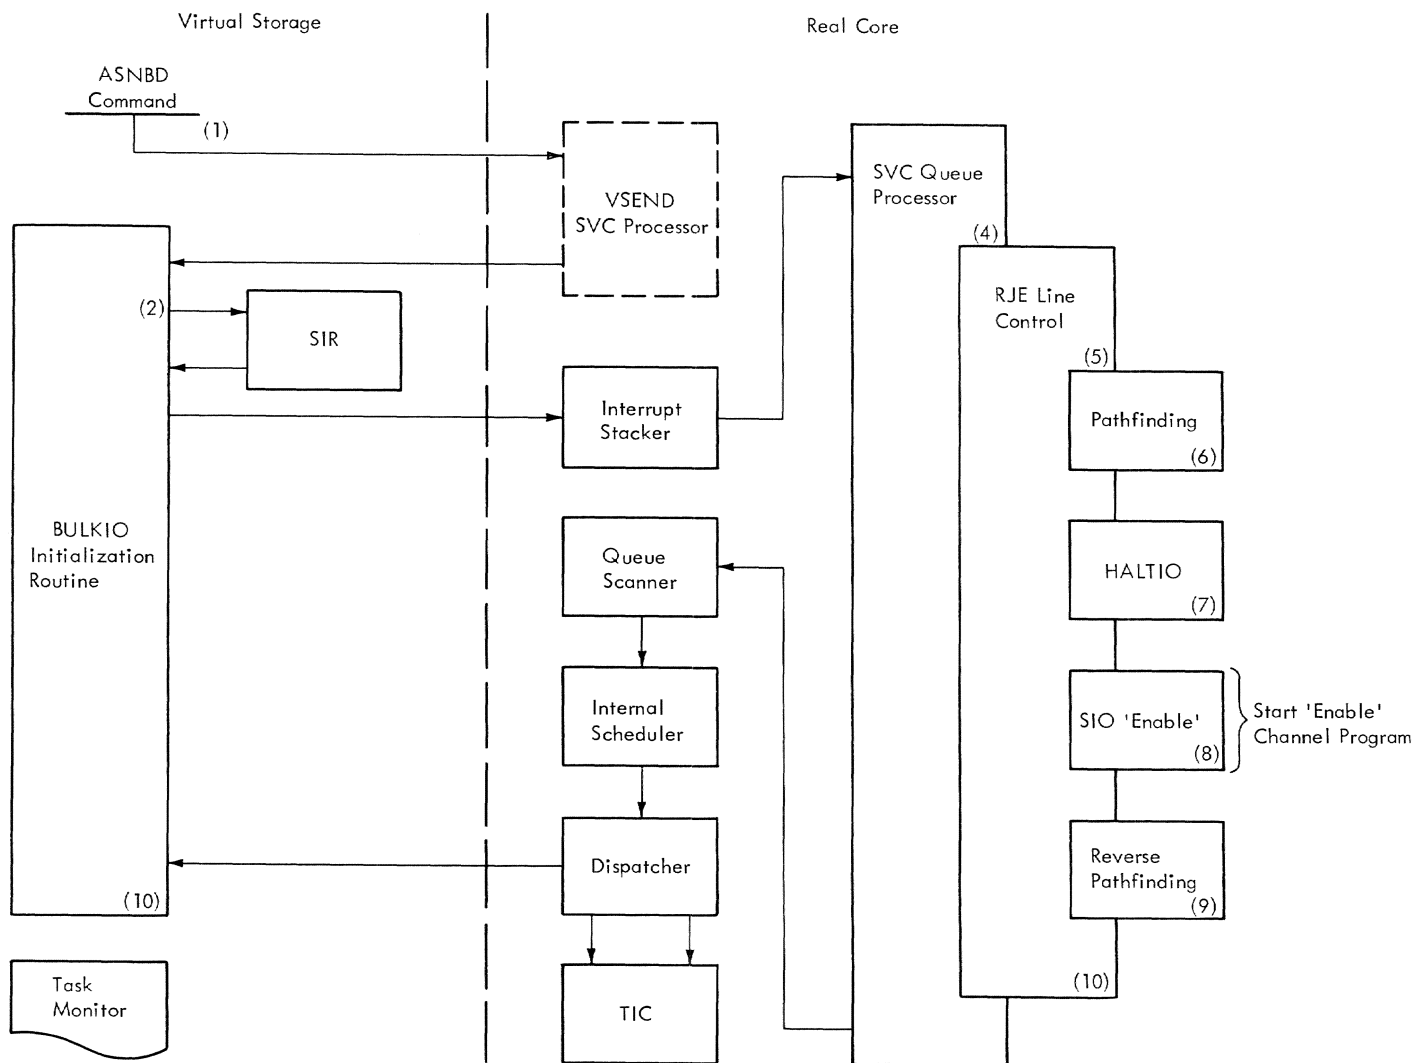 Virtual Storage
Real Core
ASNBD
Command
(1)
VSEND
SVC Processor
SVC Queue
Processor
(4)
(2)
SIR
RJE Line
Control
(5)
Interrupt
Stacker
Pathfinding
(6)
BULKIO
Initialization
Routine
Queue
Scanner
HALTIO
(7)
Internal
Scheduler
SIO 'Enable'
(8)
Start 'Enable'
Channel Program
Dispatcher
Reverse
Pathfinding
(9)
(10)
(10)
Task
Monitor
TIC